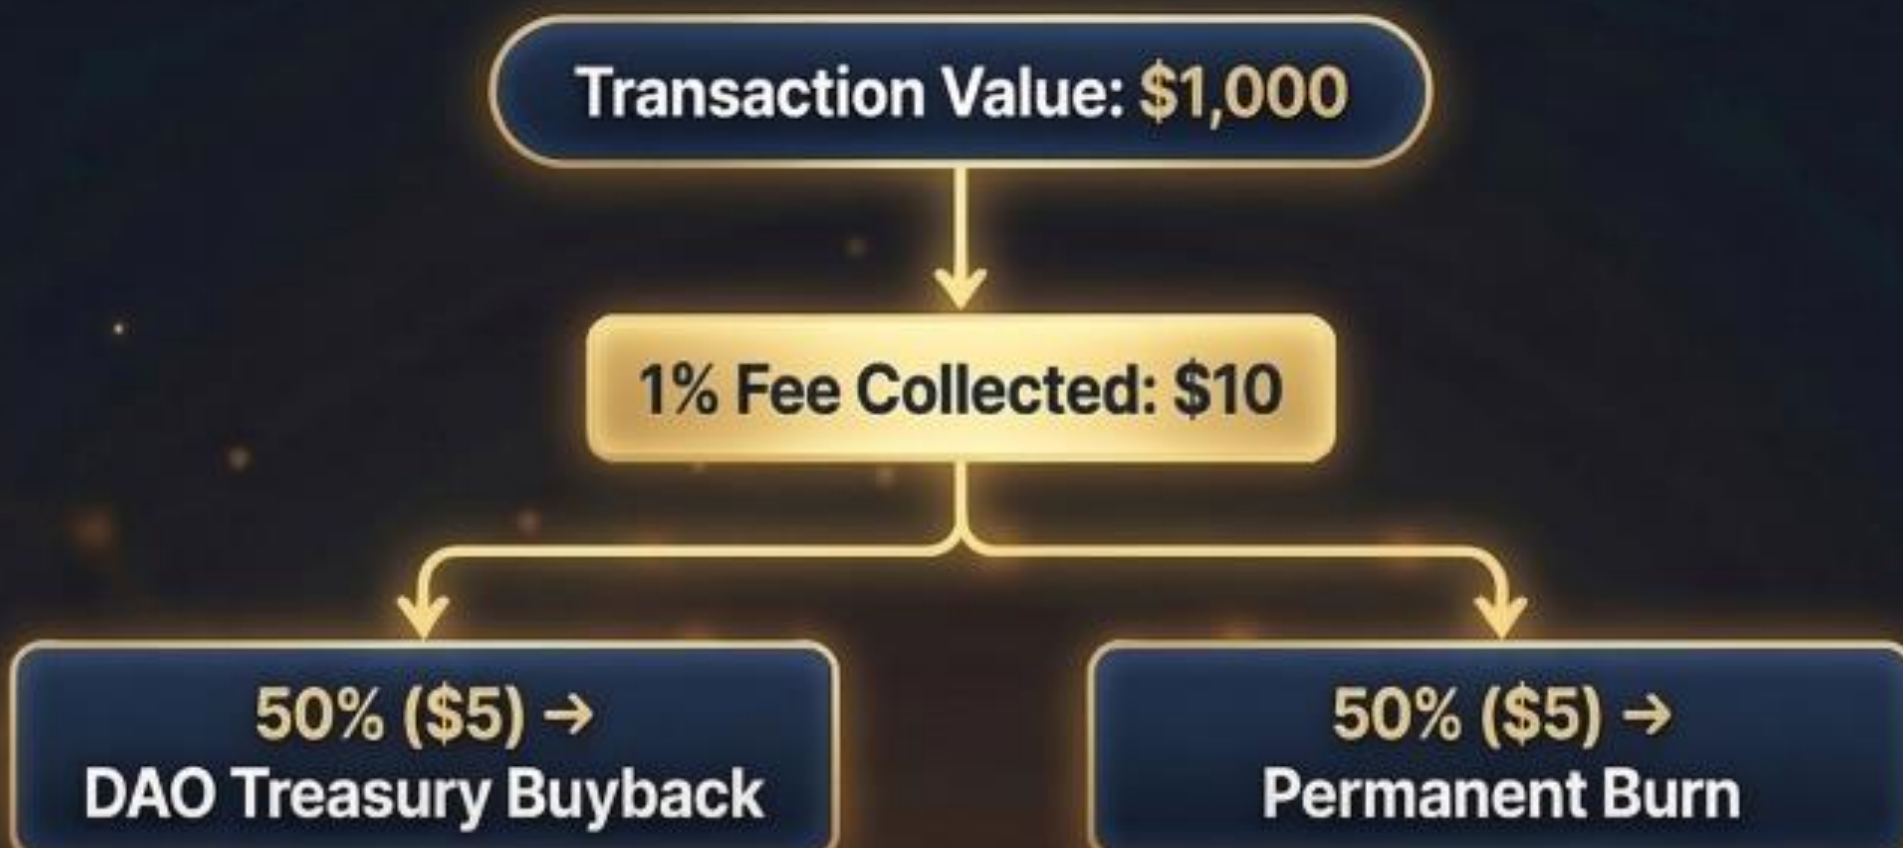 Transaction Value: $1,000
1% Fee Collected: $10
50% ($5) →
DAO Treasury Buyback
50% ($5) →
Permanent Burn